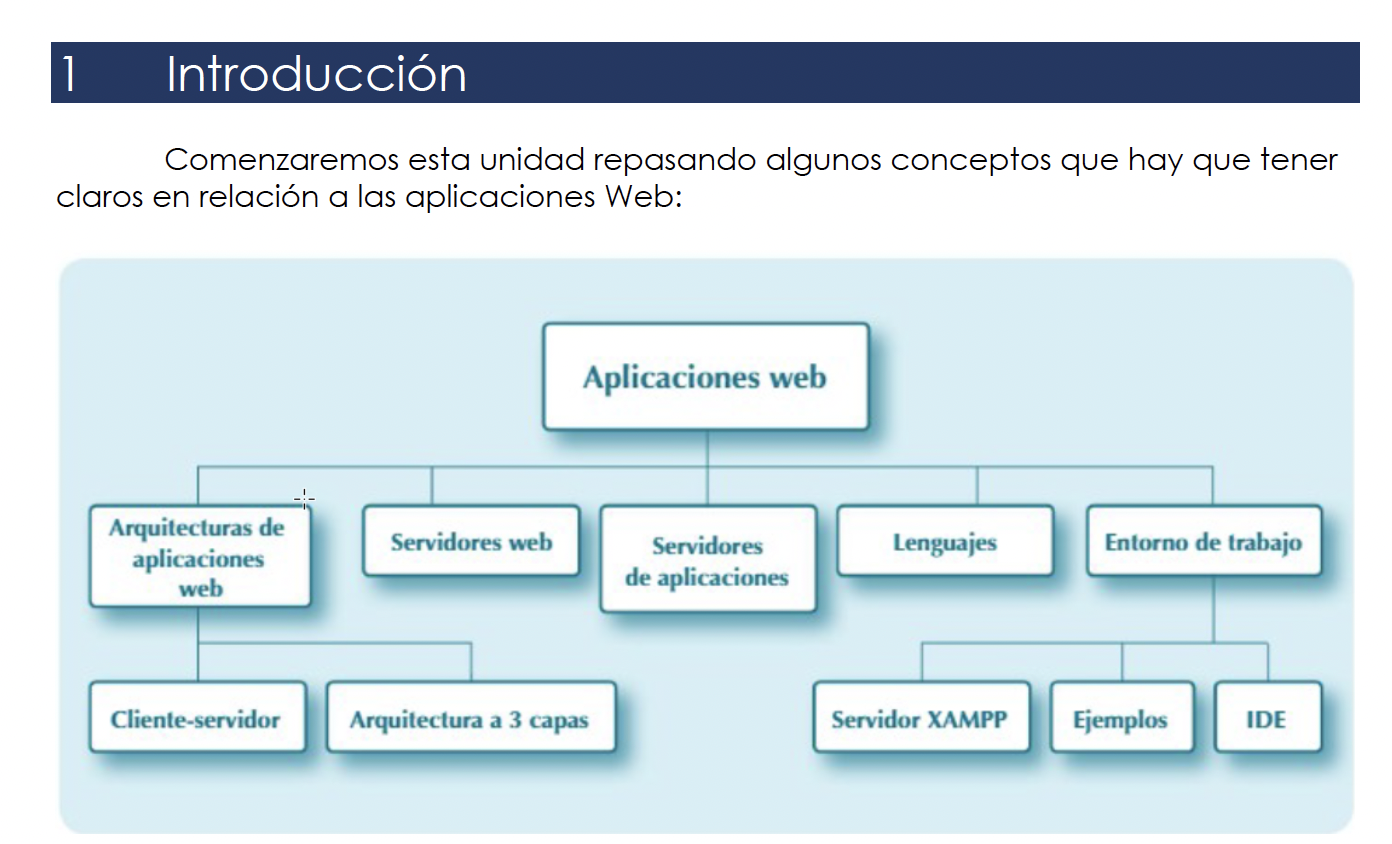 1 Introducción
Comenzaremos esta unidad repasando algunos conceptos que hay que tener
claros en relación a las aplicaciones Web:
Aplicaciones web
Arquitecturas de
aplicaciones
web
Servidores web
Servidores
de aplicaciones
Lenguajes
Entorno de trabajo
Cliente-servidor
Arquitectura a 3 capas
Servidor XAMPP
Ejemplos
IDE